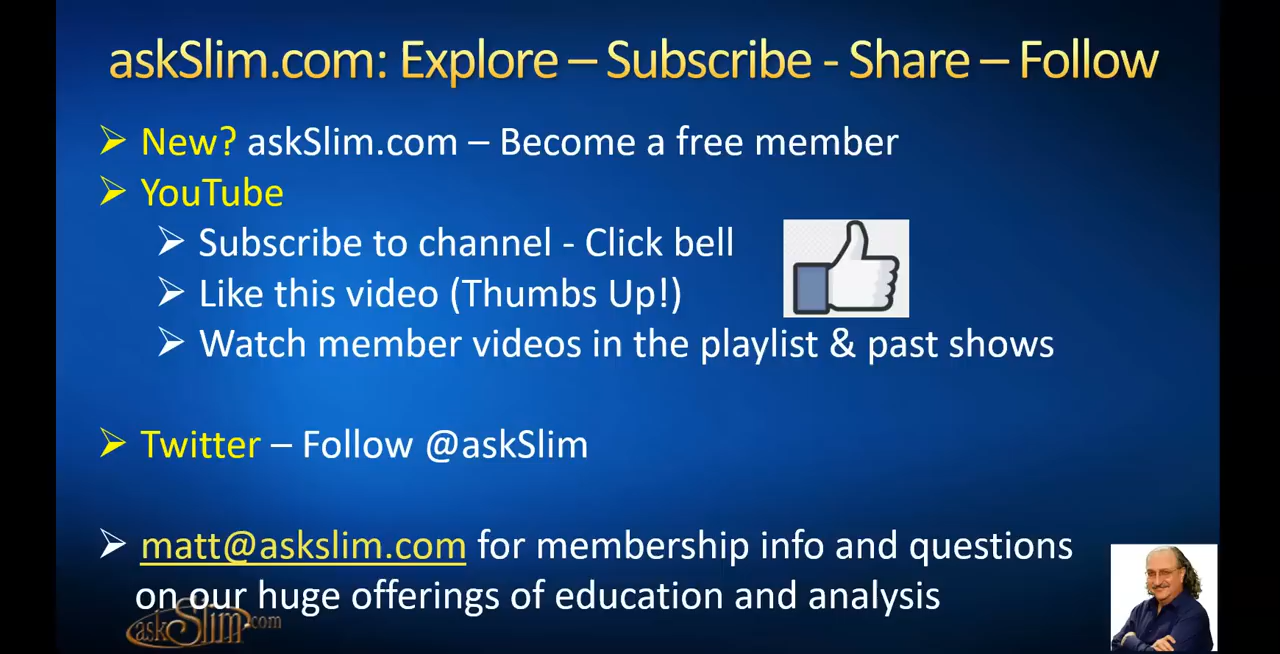 askSlim.com: Explore – Subscribe - Share – Follow
New? askSlim.com – Become a free member
YouTube
Subscribe to channel - Click bell
Like this video (Thumbs Up!)
Watch member videos in the playlist & past shows
Twitter – Follow @askSlim
matt@askslim.com for membership info and questions
on our huge offerings of education and analysis
askSlim.com